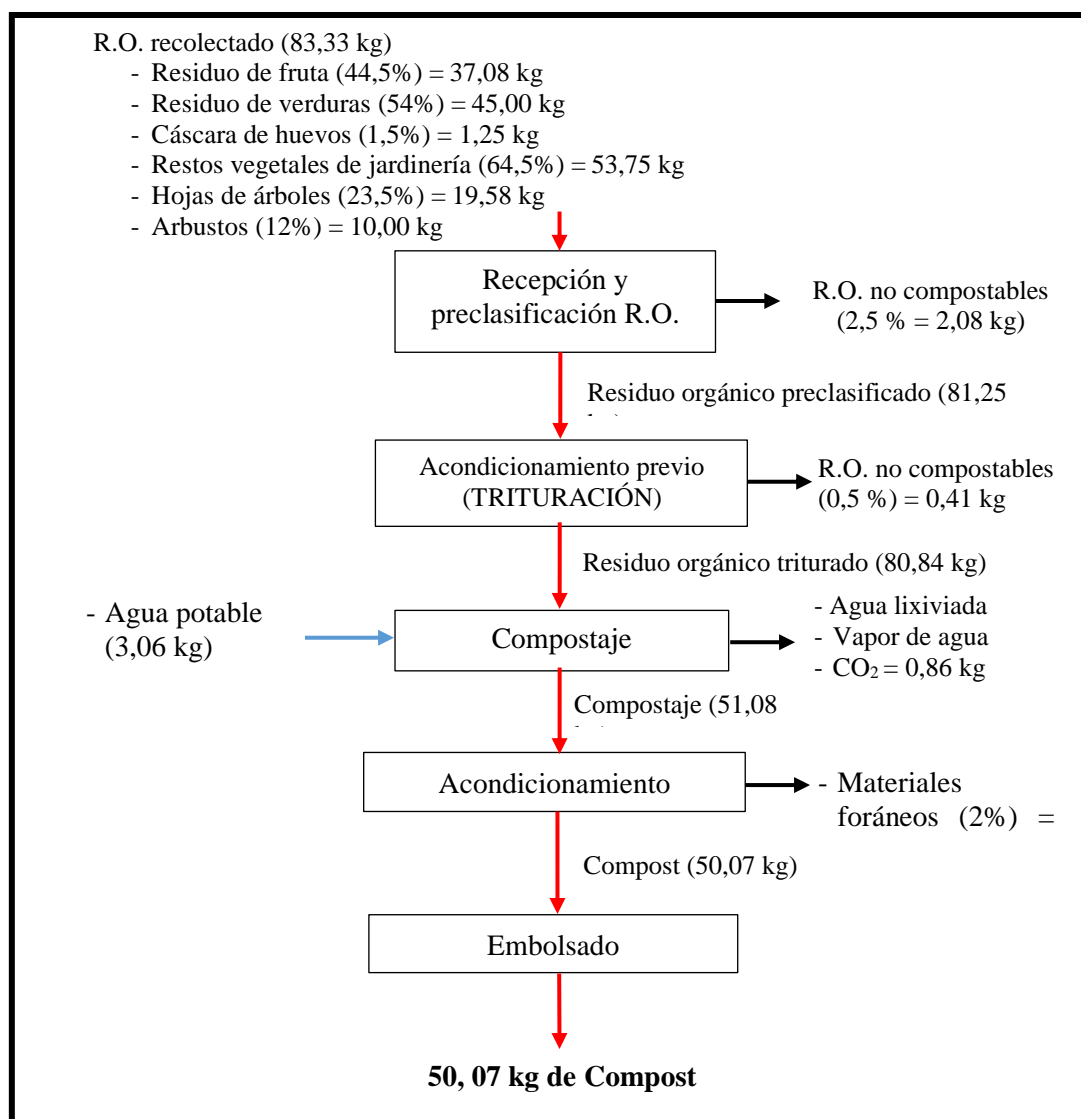 R.O. recolectado (83,33 kg)
- Residuo de fruta (44,5%) = 37,08 kg
- Residuo de verduras (54%) = 45,00 kg
- Cáscara de huevos (1,5%) = 1,25 kg
- Restos vegetales de jardinería (64,5%) = 53,75 kg
- Hojas de árboles (23,5%) = 19,58 kg
- Arbustos (12%) = 10,00 kg
Recepción y
preclasificación R.O.
R.O. no compostables
(2,5 % = 2,08 kg)
Residuo orgánico preclasificado (81,25
Acondicionamiento previo
(TRITURACIÓN)
R.O. no compostables
(0,5 %) = 0,41 kg
Residuo orgánico triturado (80,84 kg)
- Agua potable
(3,06 kg)
Compostaje
- Agua lixiviada
- Vapor de agua
- CO₂ = 0,86 kg
Compostaje (51,08
Acondicionamiento
- Materiales
foráneos (2%) =
Compost (50,07 kg)
Embolsado
50, 07 kg de Compost